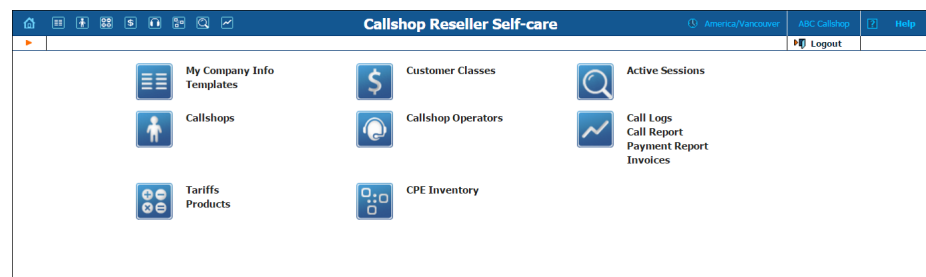 Callshop Reseller Self-care
America/Vancouver
ABC Callshop
? Help
Logout
My Company Info
Templates
Customer Classes
Active Sessions
Callshops
Callshop Operators
Call Logs
Call Report
Payment Report
Invoices
Tariffs
Products
CPE Inventory